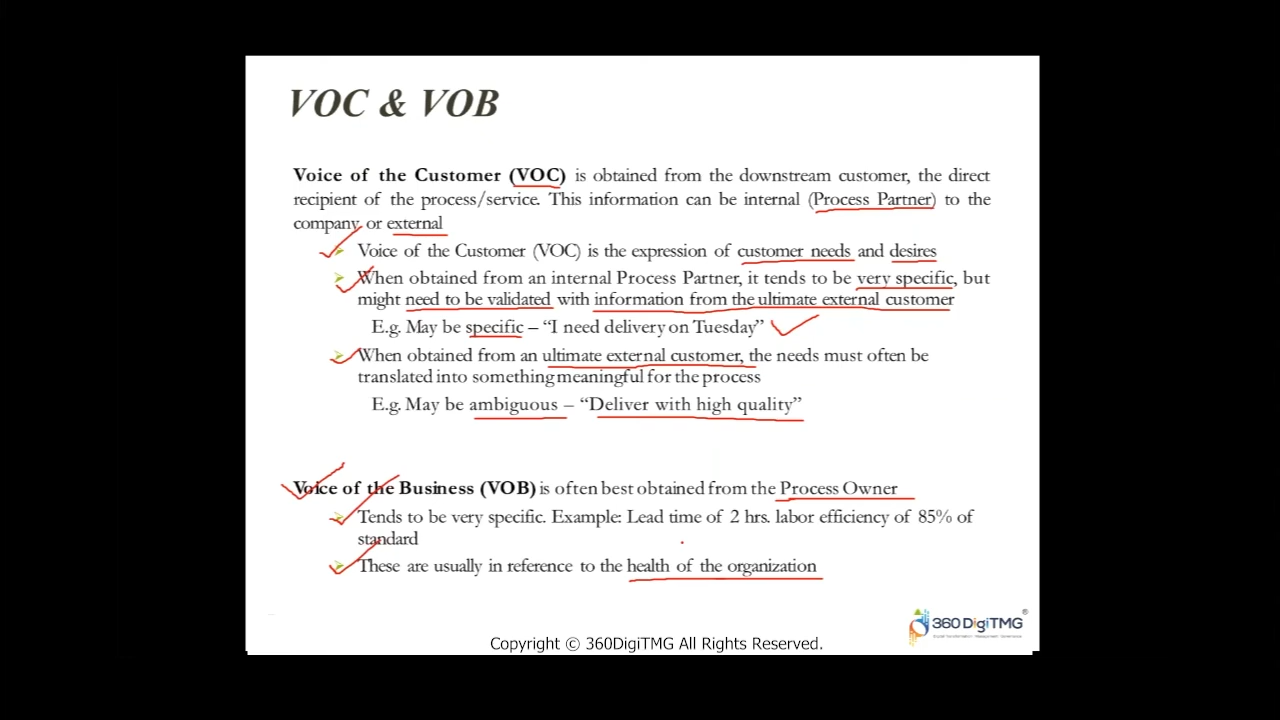 VOC & VOB
Voice of the Customer (VOC) is obtained from the downstream customer, the direct
recipient of the process/service. This information can be internal (Process Partner) to the
company or external
Voice of the Customer (VOC) is the expression of customer needs and desires
When obtained from an internal Process Partner, it tends to be very specific, but
might need to be validated with information from the ultimate external customer
E.g. May be specific – “I need delivery on Tuesday”
When obtained from an ultimate external customer, the needs must often be
translated into something meaningful for the process
E.g. May be ambiguous – “Deliver with high quality”
Voice of the Business (VOB) is often best obtained from the Process Owner
Tends to be very specific. Example: Lead time of 2 hrs. labor efficiency of 85% of
standard
These are usually in reference to the health of the organization
360DigiTMG
Copyright © 360DigiTMG All Rights Reserved.